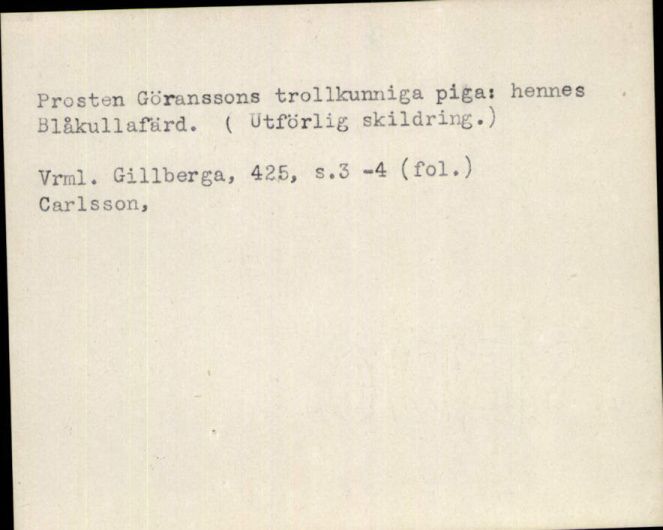 Prosten Göranssons trollkunniga piga: hennes
Blåkullafärd. ( Utförlig skildring.)
Vrml. Gillberga, 425, s.3 -4 (fol.)
Carlsson,